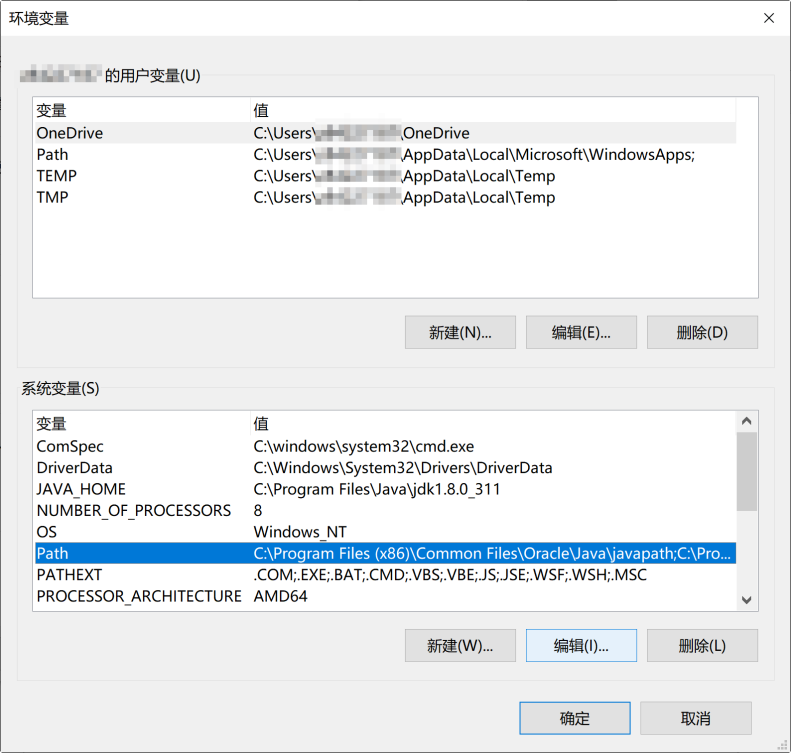 环境变量
的用户变量(U)
变量 值
OneDrive C:\Users\ \OneDrive
Path C:\Users\ \AppData\Local\Microsoft\WindowsApps;
TEMP C:\Users\ \AppData\Local\Temp
TMP C:\Users\ \AppData\Local\Temp
新建(N)... 编辑(E)... 删除(D)
系统变量(S)
变量 值
ComSpec C:\windows\system32\cmd.exe
DriverData C:\Windows\System32\Drivers\DriverData
JAVA_HOME C:\Program Files\Java\jdk1.8.0_311
NUMBER_OF_PROCESSORS 8
OS Windows_NT
Path C:\Program Files (x86)\Common Files\Oracle\Java\javapath;C:\Pro...
PATHEXT .COM;.EXE;.BAT;.CMD;.VBS;.VBE;.JS;.JSE;.WSF;.WSH;.MSC
PROCESSOR_ARCHITECTURE AMD64
新建(W)... 编辑(I)... 删除(L)
确定 取消